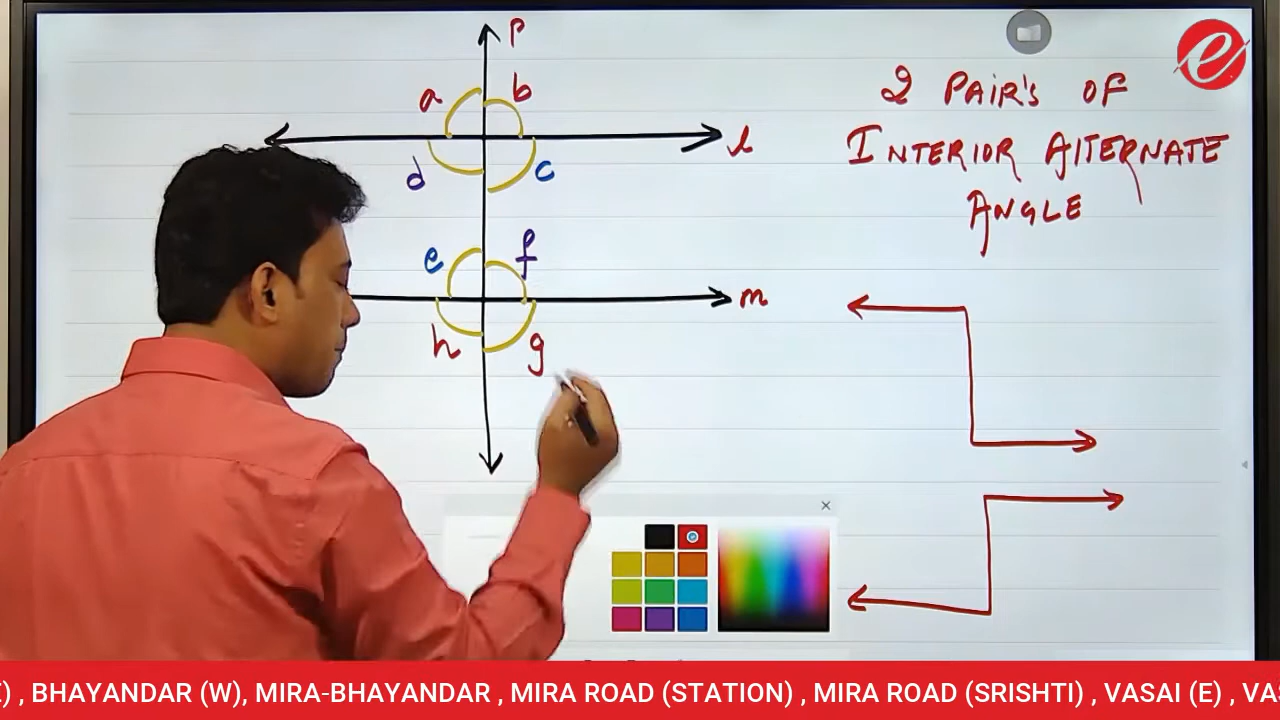 P
a b
l
d c
e f
m
h g
2 PAIR'S OF
INTERIOR AlTERNATE
ANGLE
) , BHAYANDAR (W), MIRA-BHAYANDAR , MIRA ROAD (STATION) , MIRA ROAD (SRISHTI) , VASAI (E) ,